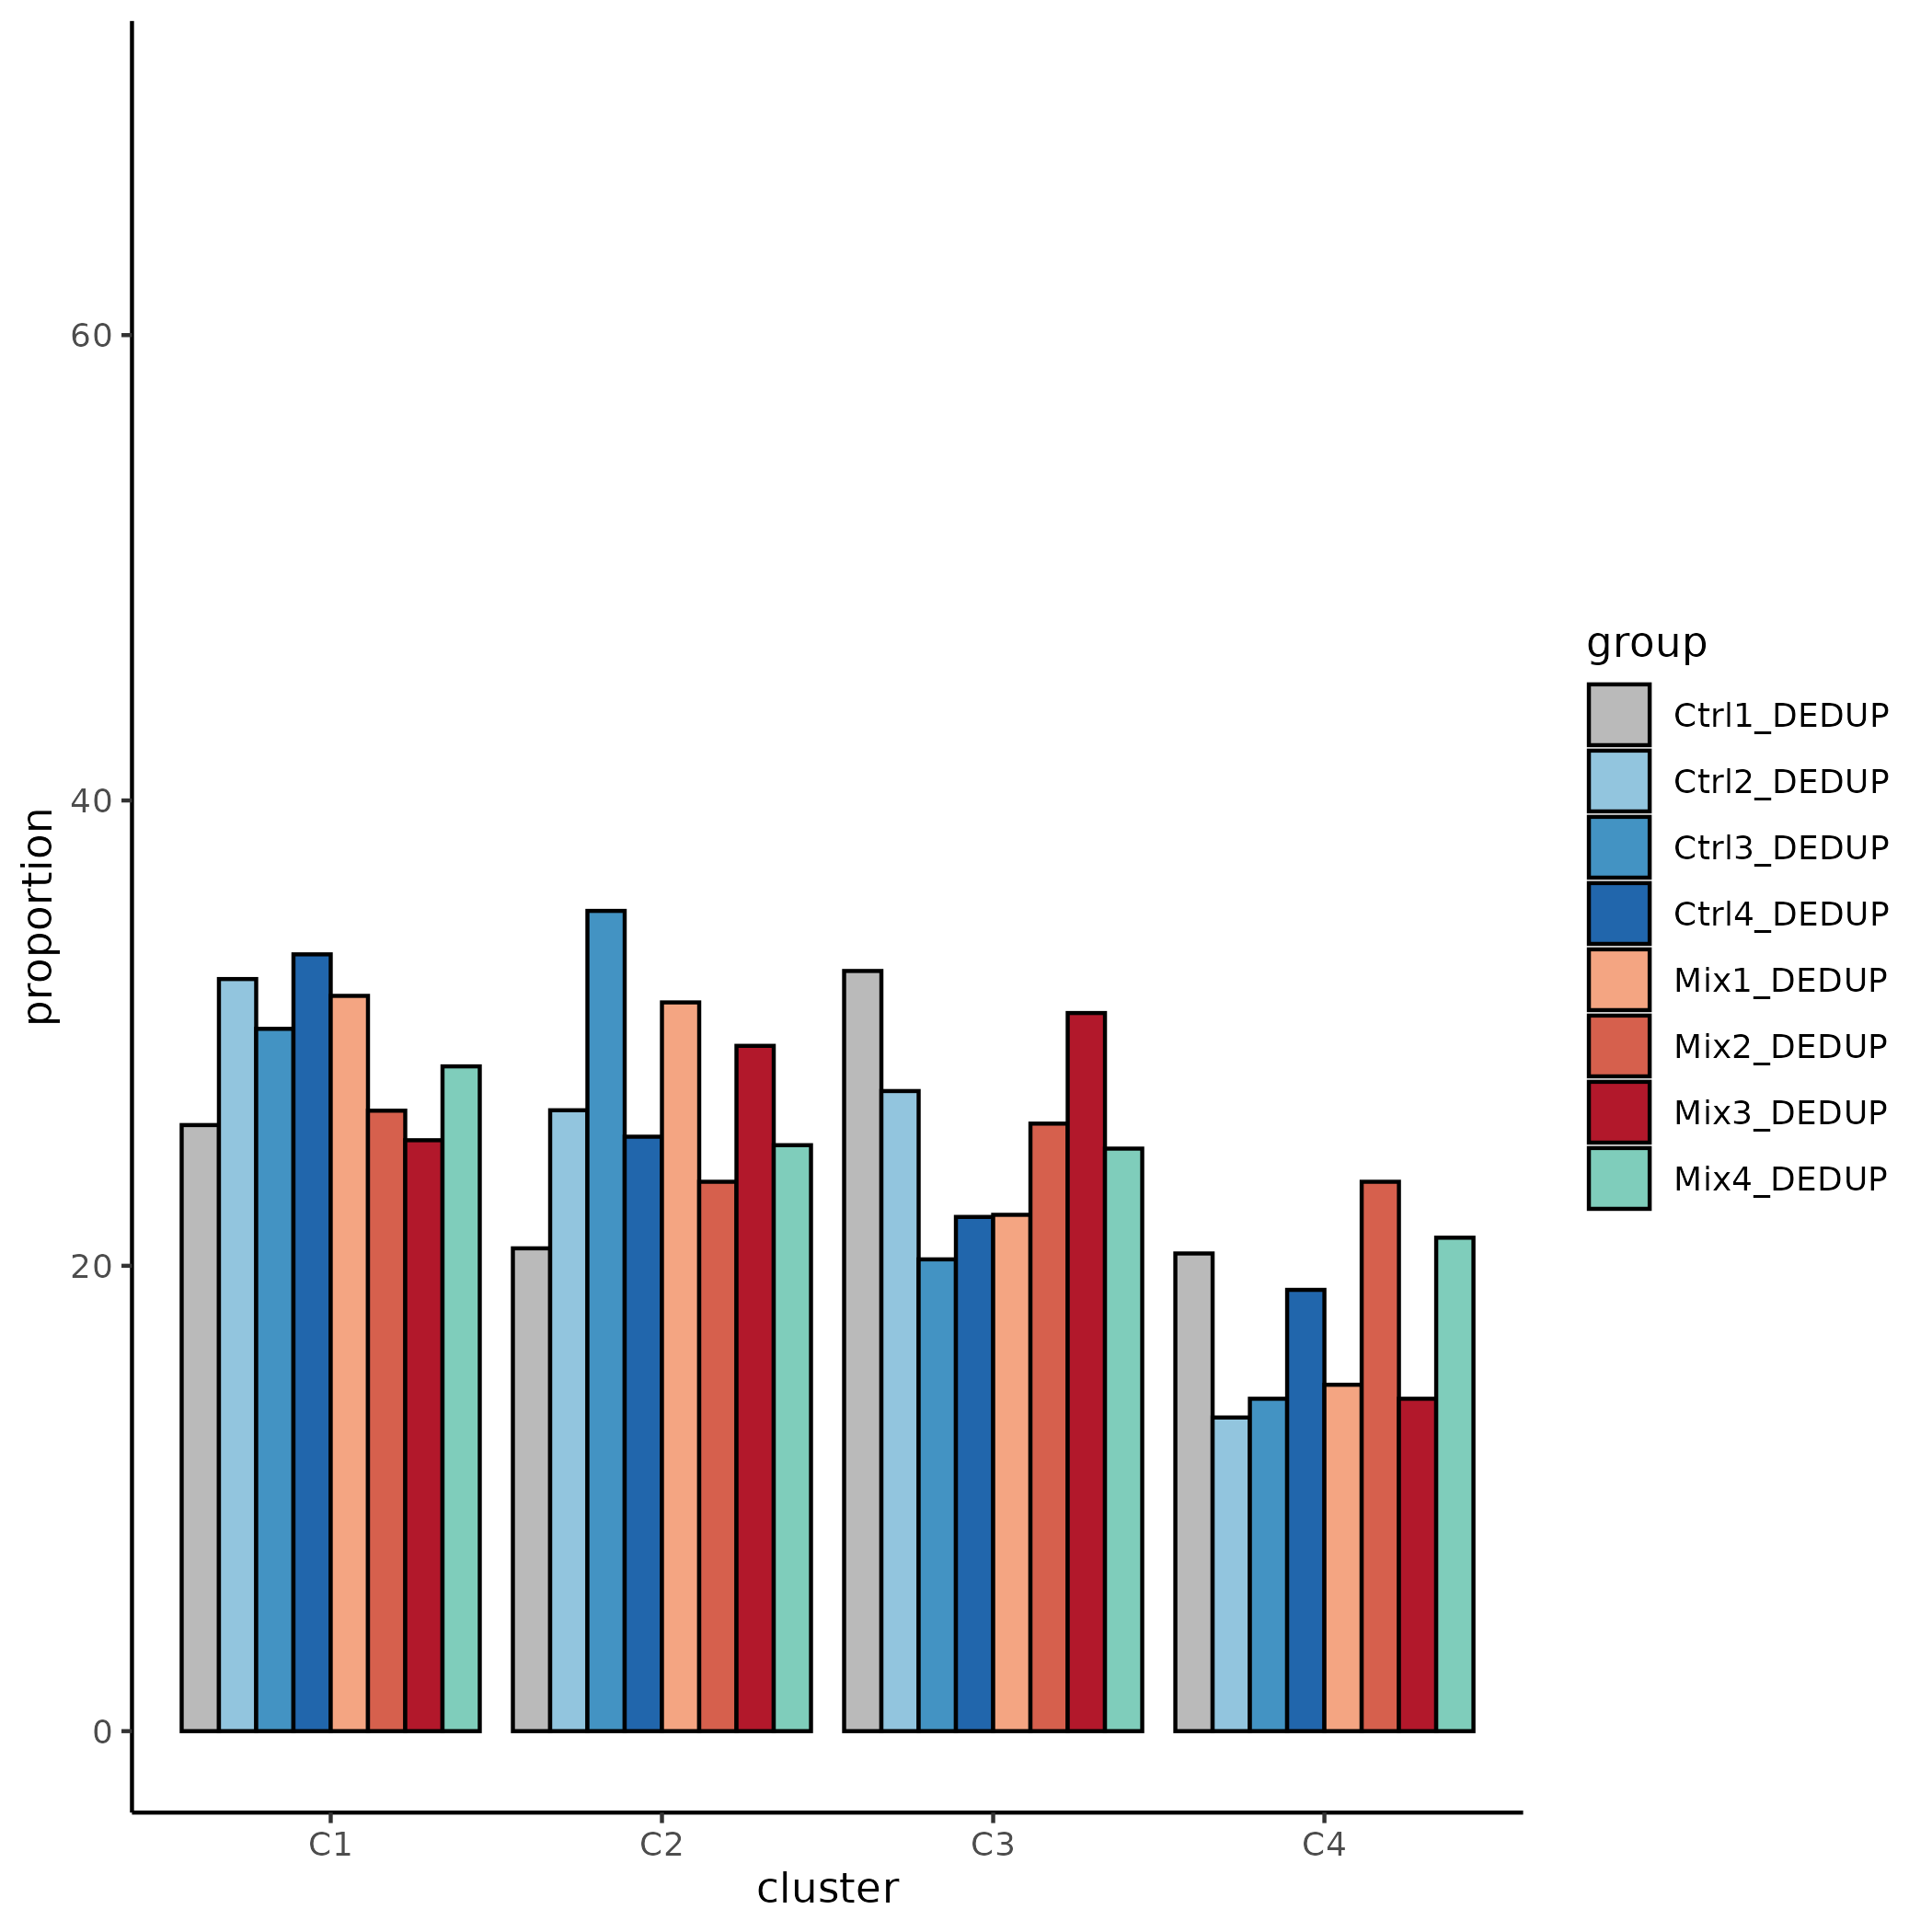 60
40
20
0
proportion
C1
C2
C3
C4
cluster
group
Ctrl1_DEDUP
Ctrl2_DEDUP
Ctrl3_DEDUP
Ctrl4_DEDUP
Mix1_DEDUP
Mix2_DEDUP
Mix3_DEDUP
Mix4_DEDUP